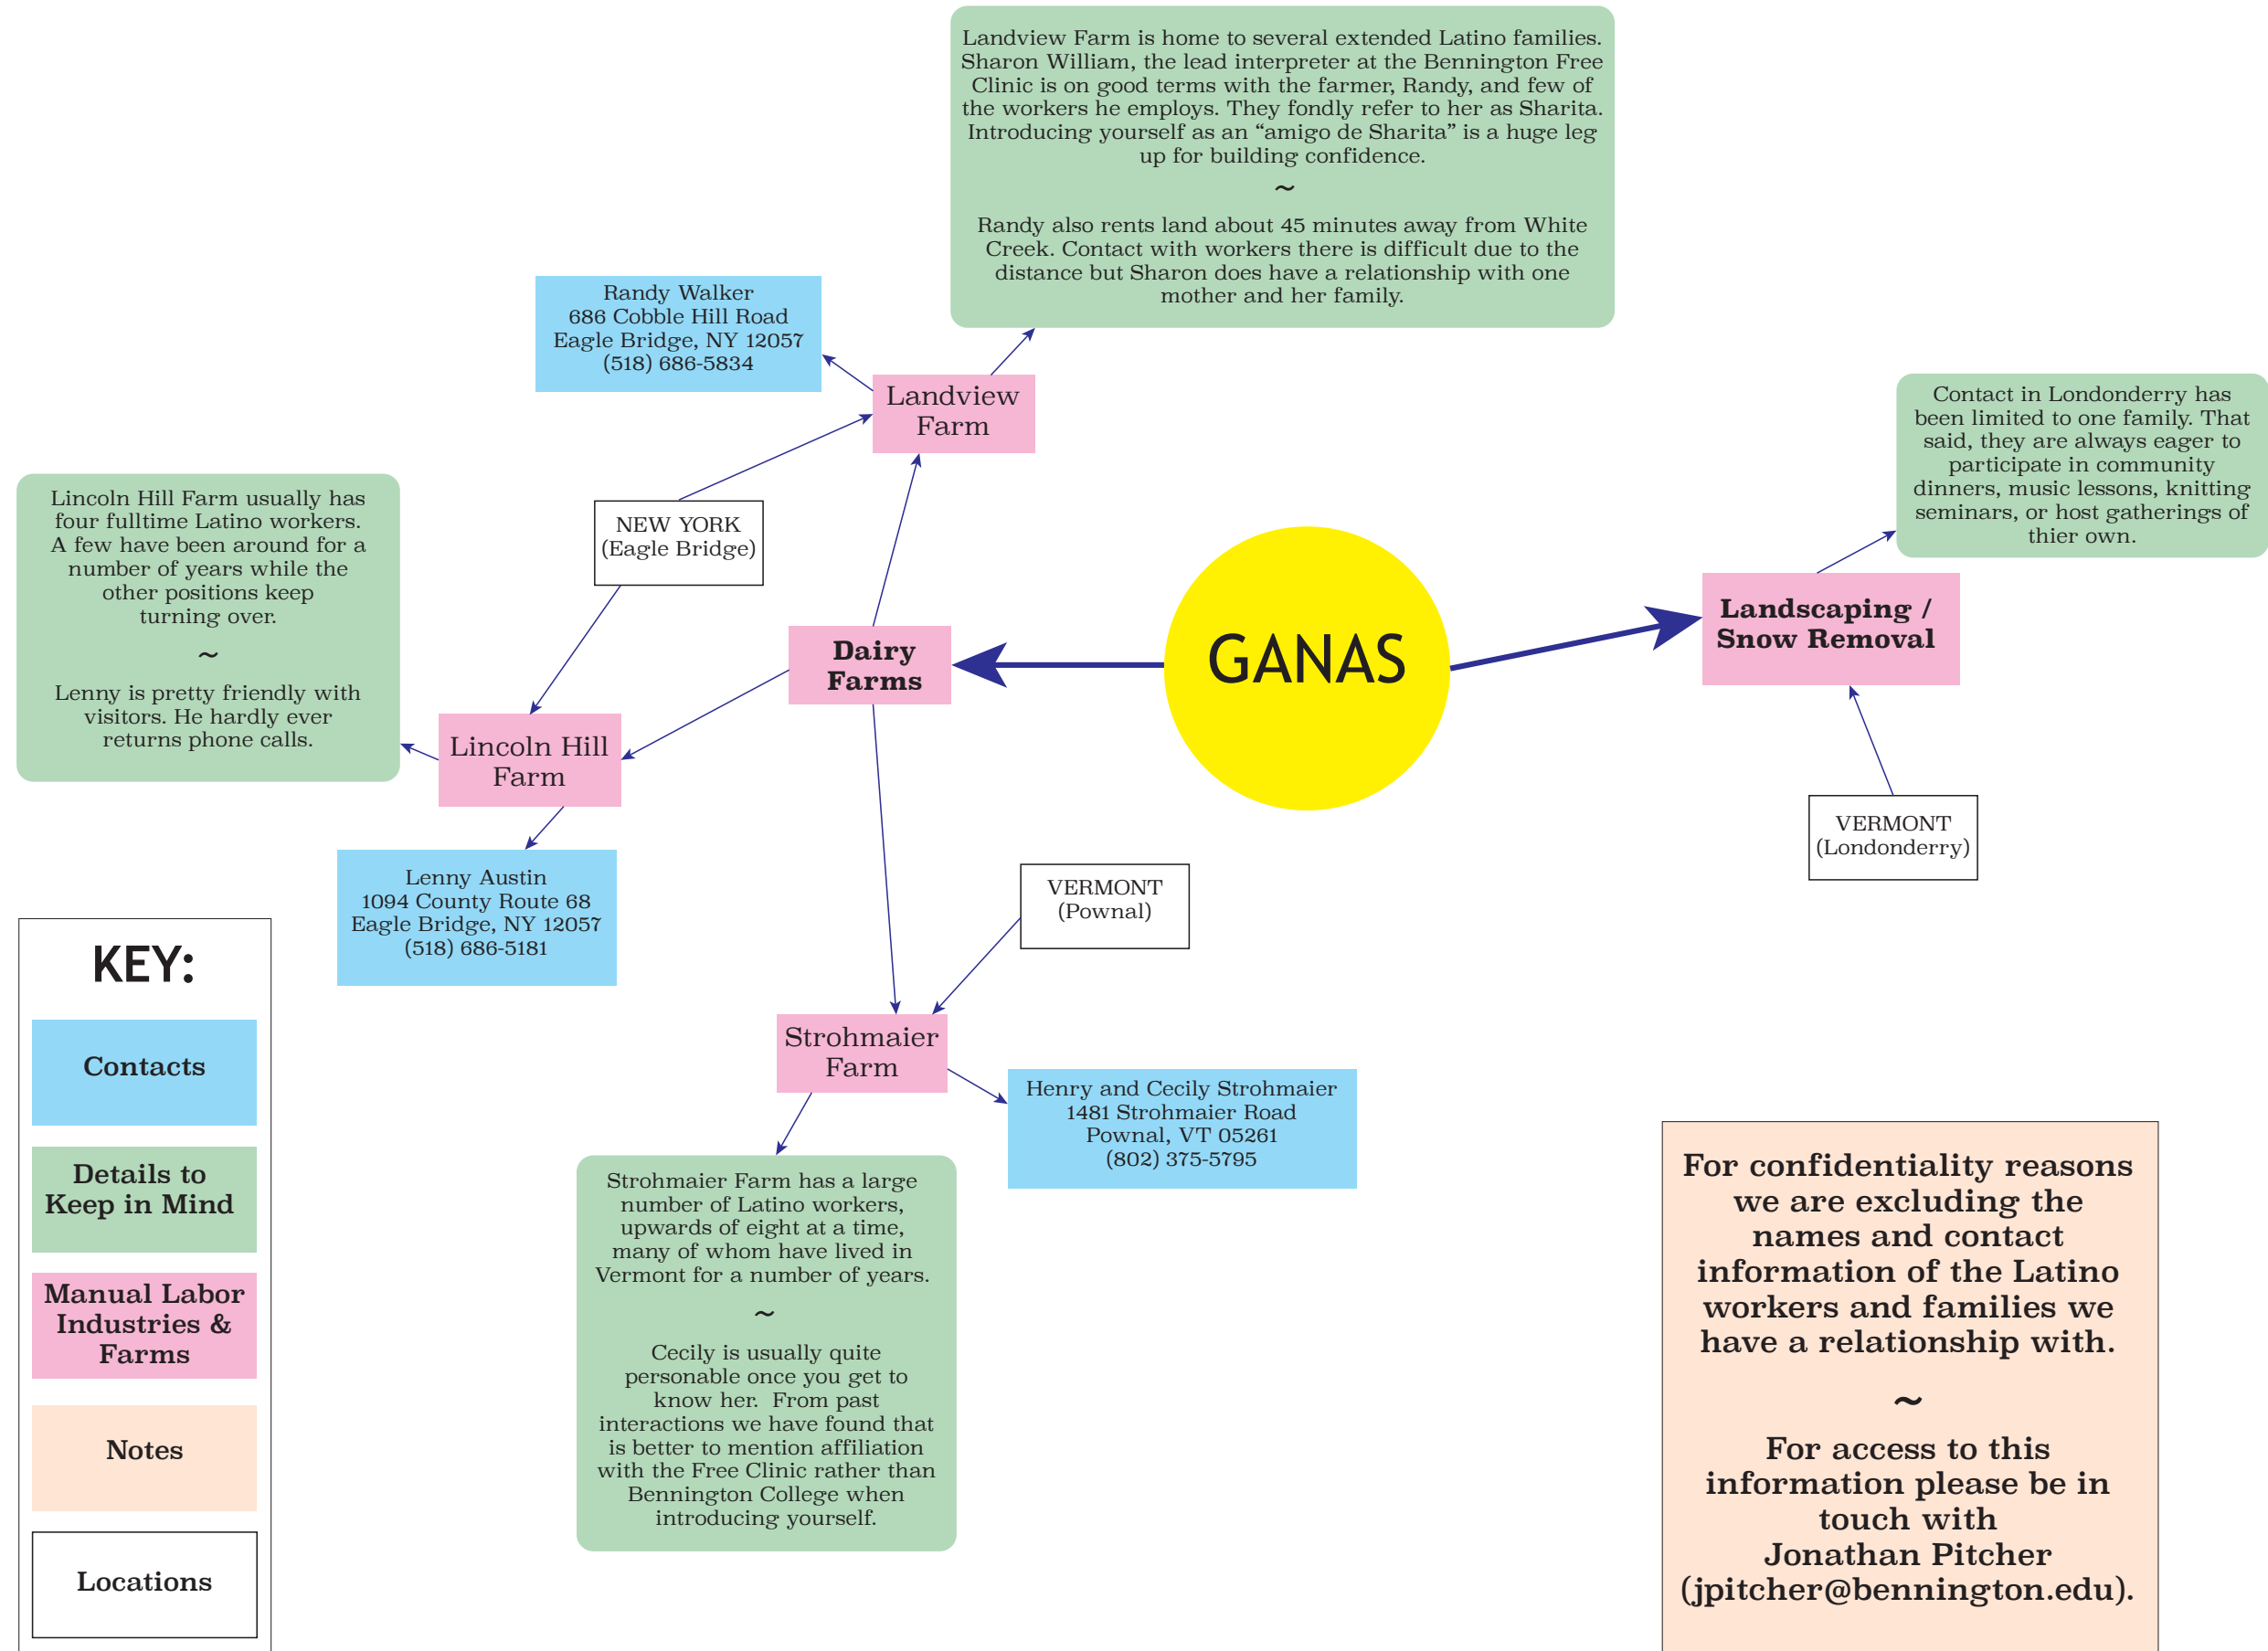 Landview Farm is home to several extended Latino families.
Sharon William, the lead interpreter at the Bennington Free
Clinic is on good terms with the farmer, Randy, and few of
the workers he employs. They fondly refer to her as Sharita.
Introducing yourself as an “amigo de Sharita” is a huge leg
up for building confidence.
~
Randy also rents land about 45 minutes away from White
Creek. Contact with workers there is difficult due to the
distance but Sharon does have a relationship with one
mother and her family.
Randy Walker
686 Cobble Hill Road
Eagle Bridge, NY 12057
(518) 686-5834
Landview
Farm
Contact in Londonderry has
been limited to one family. That
said, they are always eager to
participate in community
dinners, music lessons, knitting
seminars, or host gatherings of
thier own.
Lincoln Hill Farm usually has
four fulltime Latino workers.
A few have been around for a
number of years while the
other positions keep
turning over.
~
Lenny is pretty friendly with
visitors. He hardly ever
returns phone calls.
NEW YORK
(Eagle Bridge)
Dairy
Farms
GANAS
Landscaping /
Snow Removal
Lincoln Hill
Farm
VERMONT
(Londonderry)
Lenny Austin
1094 County Route 68
Eagle Bridge, NY 12057
(518) 686-5181
VERMONT
(Pownal)
Strohmaier
Farm
Henry and Cecily Strohmaier
1481 Strohmaier Road
Pownal, VT 05261
(802) 375-5795
Strohmaier Farm has a large
number of Latino workers,
upwards of eight at a time,
many of whom have lived in
Vermont for a number of years.
~
Cecily is usually quite
personable once you get to
know her.  From past
interactions we have found that
is better to mention affiliation
with the Free Clinic rather than
Bennington College when
introducing yourself.
KEY:
Contacts
Details to
Keep in Mind
Manual Labor
Industries &
Farms
Notes
Locations
For confidentiality reasons
we are excluding the
names and contact
information of the Latino
workers and families we
have a relationship with.
~
For access to this
information please be in
touch with
Jonathan Pitcher
(jpitcher@bennington.edu).